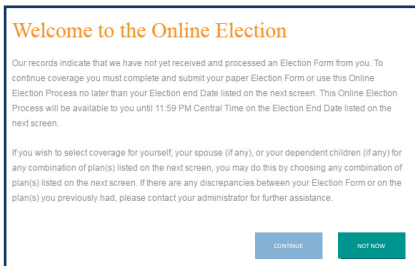 Welcome to the Online Election
Our records indicate that we have not yet received and processed an Election Form from you. To
continue coverage you must complete and submit your paper Election Form or use this Online
Election Process no later than your Election end Date listed on the next screen. This Online Election
Process will be available to you until 11:59 PM Central Time on the Election End Date listed on the
next screen.
If you wish to select coverage for yourself, your spouse (if any), or your dependent children (if any) for
any combination of plan(s) listed on the next screen, you may do this by choosing any combination of
plan(s) listed on the next screen. If there are any discrepancies between your Election Form or on the
plan(s) you previously had, please contact your administrator for further assistance.
CONTINUE NOT NOW